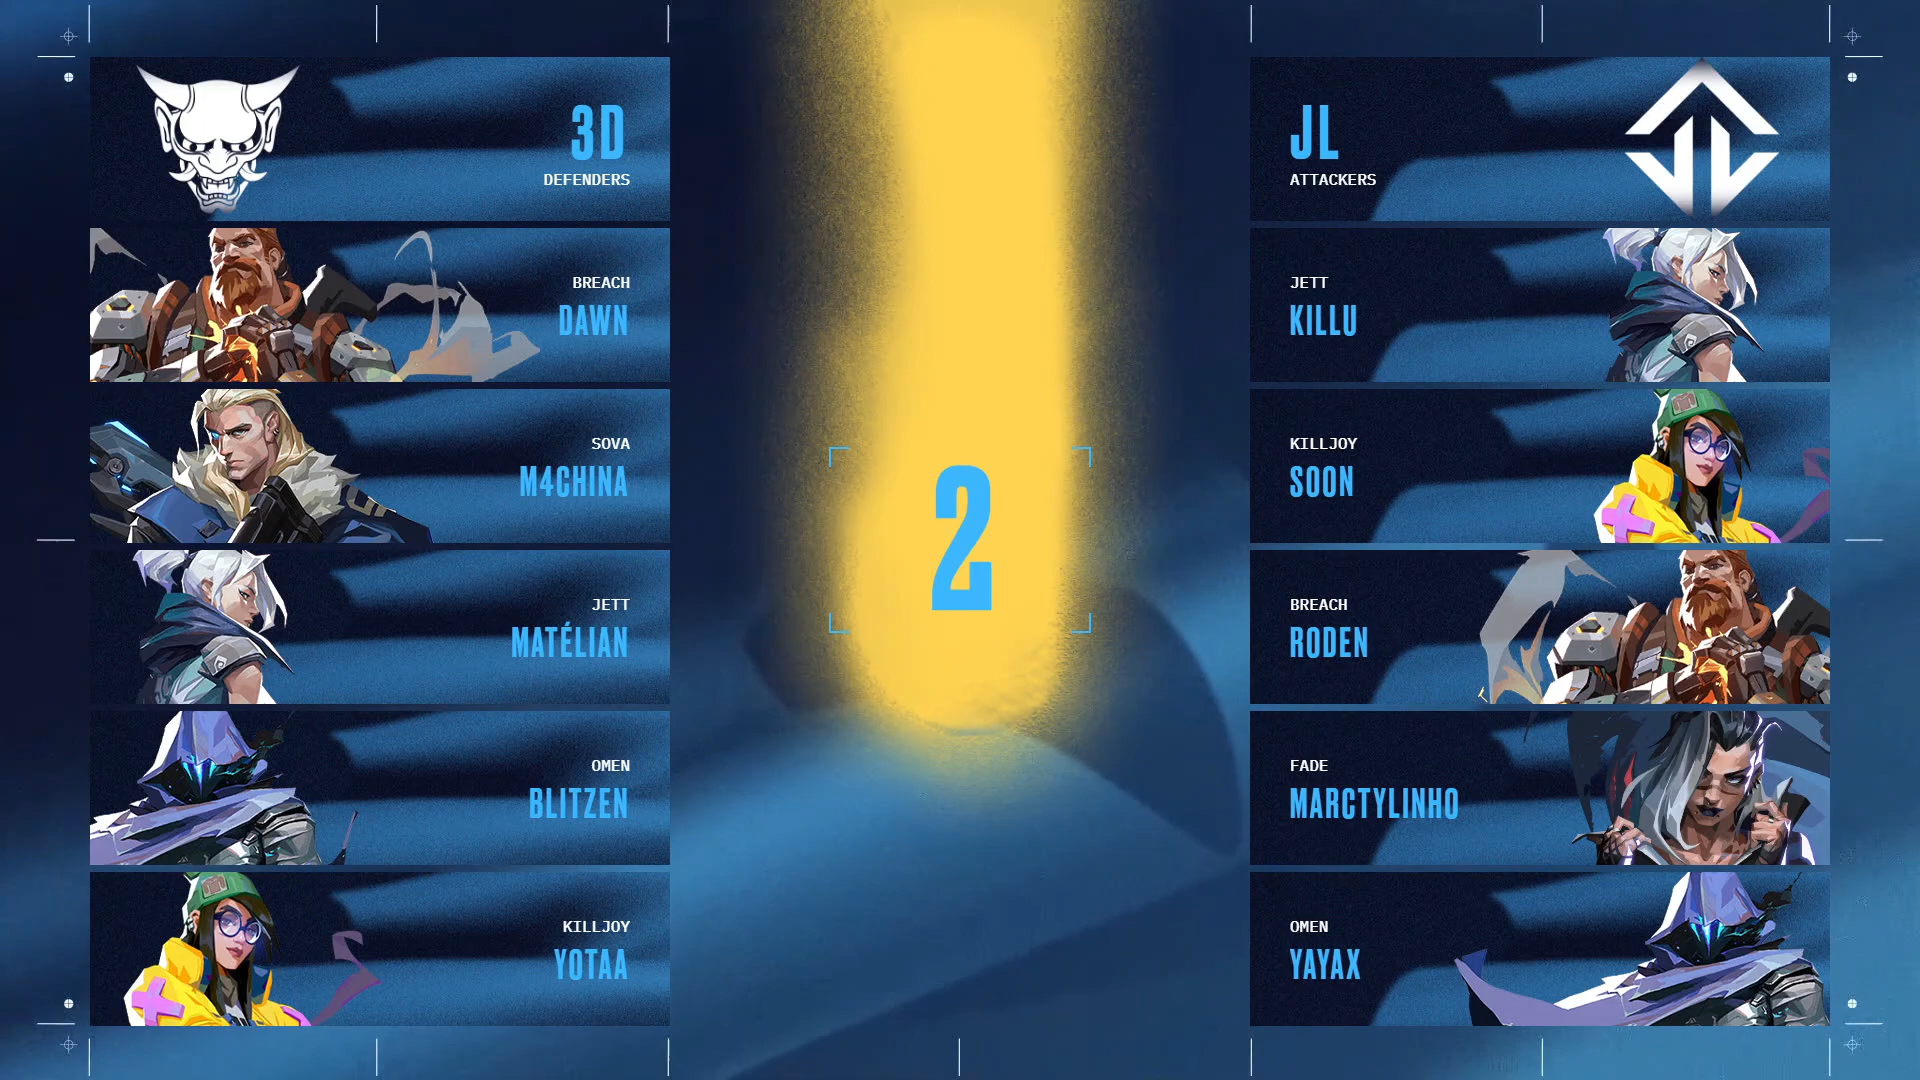 3D
DEFENDERS
BREACH
DAWN
SOVA
M4CHINA
JETT
MATÉLIAN
OMEN
BLITZEN
KILLJOY
YOTAA
2
JL
ATTACKERS
JETT
KILLU
KILLJOY
SOON
BREACH
RODEN
FADE
MARCTYLINHO
OMEN
YAYAX